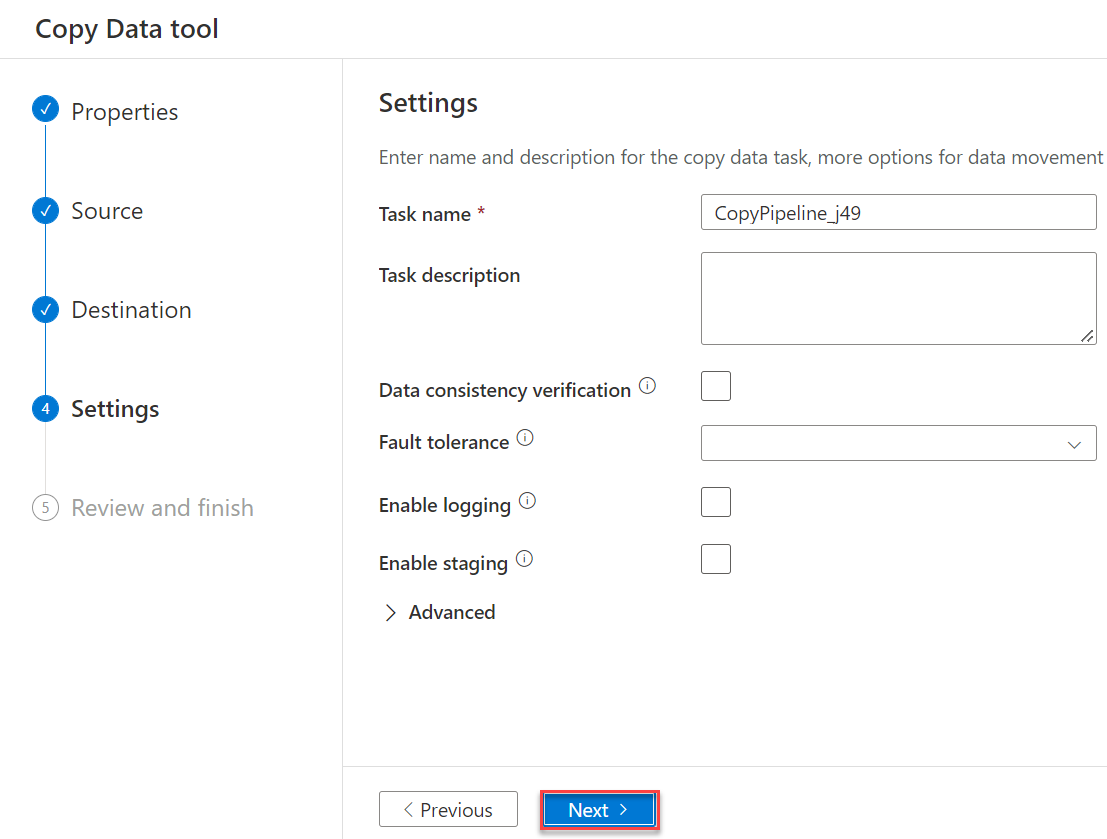 Copy Data tool
Properties
Source
Destination
4 Settings
5 Review and finish
Settings
Enter name and description for the copy data task, more options for data movement
Task name * CopyPipeline_j49
Task description
Data consistency verification
Fault tolerance
Enable logging
Enable staging
Advanced
Previous Next